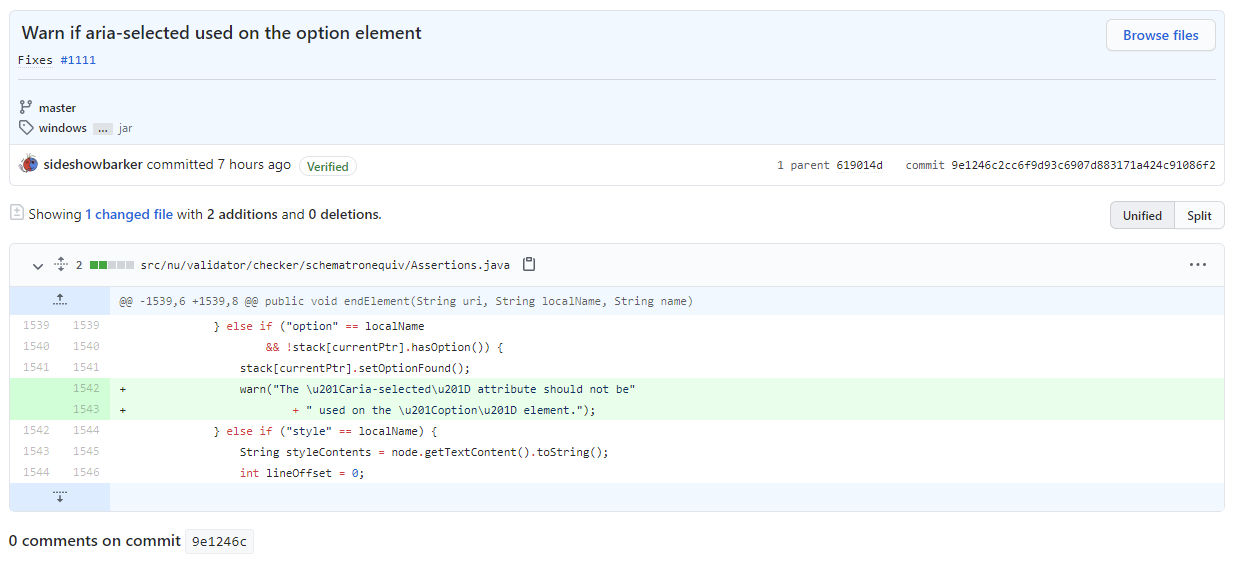 Warn if aria-selected used on the option element
Browse files
Fixes #1111
master
windows ... jar
sideshowbarker committed 7 hours ago Verified 1 parent 619014d commit 9e1246c2cc6f9d93c6907d883171a424c91086f2
Showing 1 changed file with 2 additions and 0 deletions.
Unified Split
2 src/nu/validator/checker/schematronequiv/Assertions.java
@@ -1539,6 +1539,8 @@ public void endElement(String uri, String localName, String name)
1539 1539 } else if ("option" == localName
1540 1540 && !stack[currentPtr].hasOption()) {
1541 1541 stack[currentPtr].setOptionFound();
1542 + warn("The \u201Caria-selected\u201D attribute should not be"
1543 + + " used on the \u201Coption\u201D element.");
1542 1544 } else if ("style" == localName) {
1543 1545 String styleContents = node.getTextContent().toString();
1544 1546 int lineOffset = 0;
0 comments on commit 9e1246c